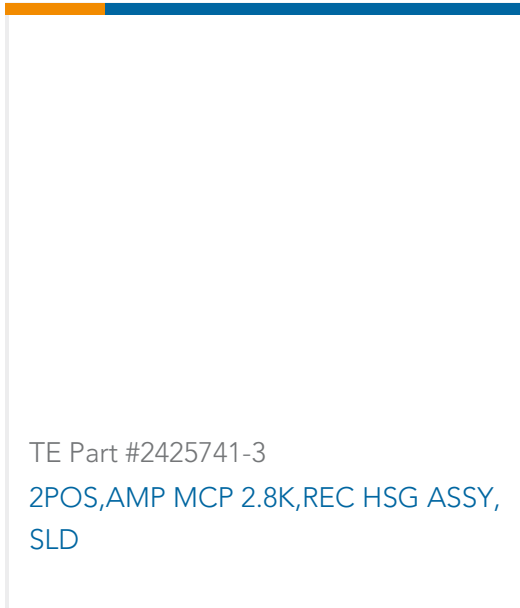 TE Part #2425741-3
2POS,AMP MCP 2.8K,REC HSG ASSY,
SLD